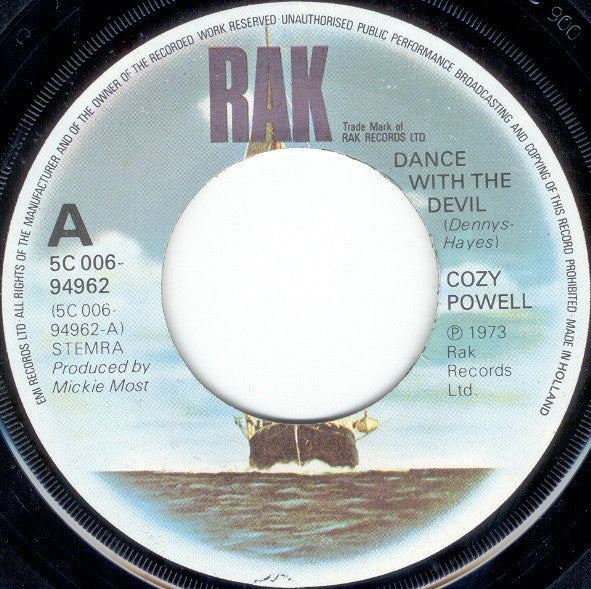 EMI RECORDS LTD · ALL RIGHTS OF THE MANUFACTURER AND OF THE OWNER OF THE RECORDED WORK RESERVED · UNAUTHORISED PUBLIC PERFORMANCE BROADCASTING AND COPYING OF THIS RECORD PROHIBITED · MADE IN HOLLAND
RAK
Trade Mark of
RAK RECORDS LTD.
DANCE
WITH THE
DEVIL
(Dennys-
Hayes)
A
5C 006-
94962
(5C 006-
94962-A)
STEMRA
Produced by
Mickie Most
COZY
POWELL
℗ 1973
Rak
Records
Ltd.